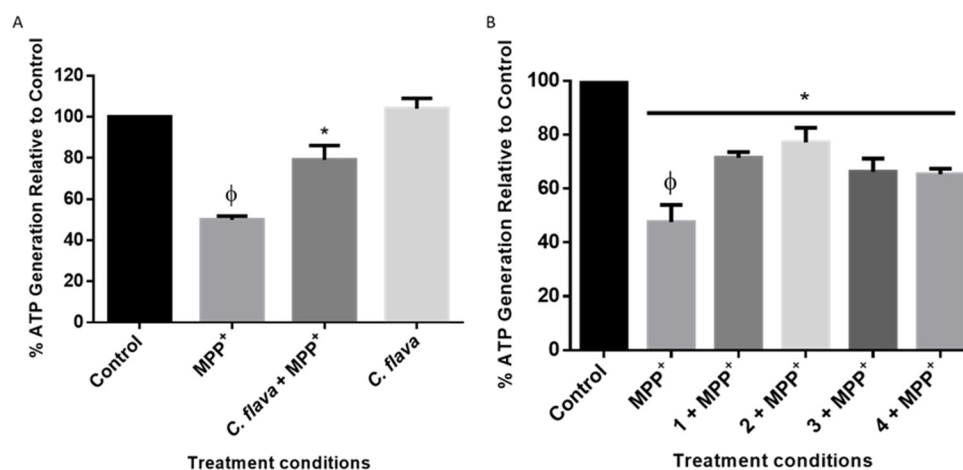 A
% ATP Generation Relative to Control
120
100
80
60
40
20
0
ϕ
*
Control
MPP⁺
C. flava + MPP⁺
C. flava
Treatment conditions
B
% ATP Generation Relative to Control
100
80
60
40
20
0
*
ϕ
Control
MPP⁺
1 + MPP⁺
2 + MPP⁺
3 + MPP⁺
4 + MPP⁺
Treatment conditions